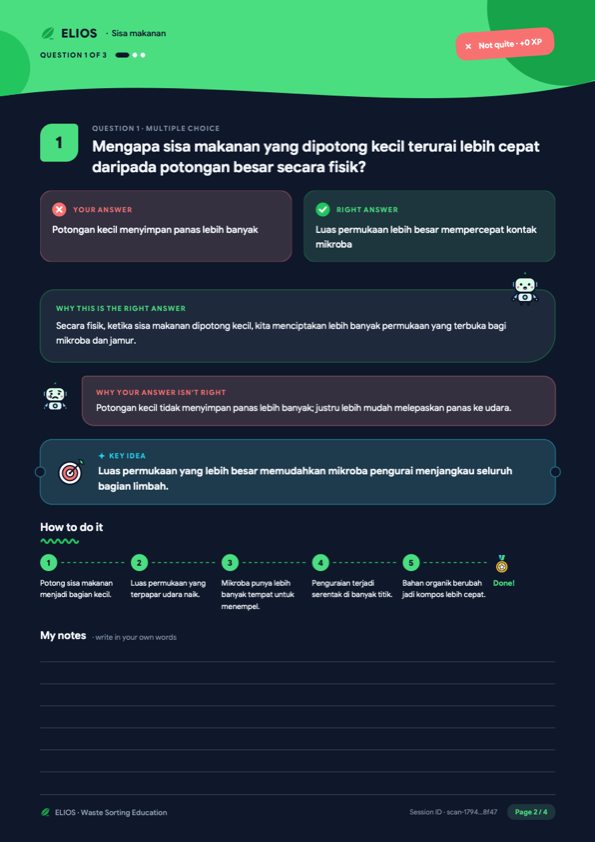 ELIOS · Sisa makanan
QUESTION 1 OF 3
× Not quite · +0 XP
1
QUESTION 1 · MULTIPLE CHOICE
Mengapa sisa makanan yang dipotong kecil terurai lebih cepat
daripada potongan besar secara fisik?
YOUR ANSWER
Potongan kecil menyimpan panas lebih banyak
RIGHT ANSWER
Luas permukaan lebih besar mempercepat kontak
mikroba
WHY THIS IS THE RIGHT ANSWER
Secara fisik, ketika sisa makanan dipotong kecil, kita menciptakan lebih banyak permukaan yang terbuka bagi
mikroba dan jamur.
WHY YOUR ANSWER ISN'T RIGHT
Potongan kecil tidak menyimpan panas lebih banyak; justru lebih mudah melepaskan panas ke udara.
KEY IDEA
Luas permukaan yang lebih besar memudahkan mikroba pengurai menjangkau seluruh
bagian limbah.
How to do it
1
Potong sisa makanan
menjadi bagian kecil.
2
Luas permukaan yang
terpapar udara naik.
3
Mikroba punya lebih
banyak tempat untuk
menempel.
4
Penguraian terjadi
serentak di banyak titik.
5
Bahan organik berubah
jadi kompos lebih cepat.
Done!
My notes · write in your own words
ELIOS · Waste Sorting Education
Session ID · scan-1794...8f47
Page 2 / 4